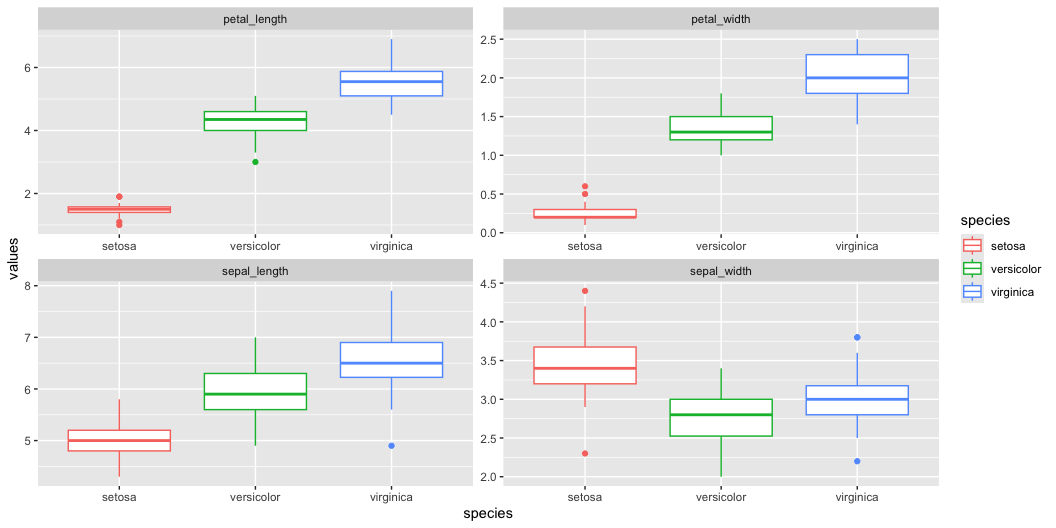 petal_length
petal_width
6
4
2
2.5
2.0
1.5
1.0
0.5
0.0
setosa
versicolor
virginica
setosa
versicolor
virginica
sepal_length
sepal_width
8
7
6
5
4.5
4.0
3.5
3.0
2.5
2.0
setosa
versicolor
virginica
setosa
versicolor
virginica
values
species
species
setosa
versicolor
virginica